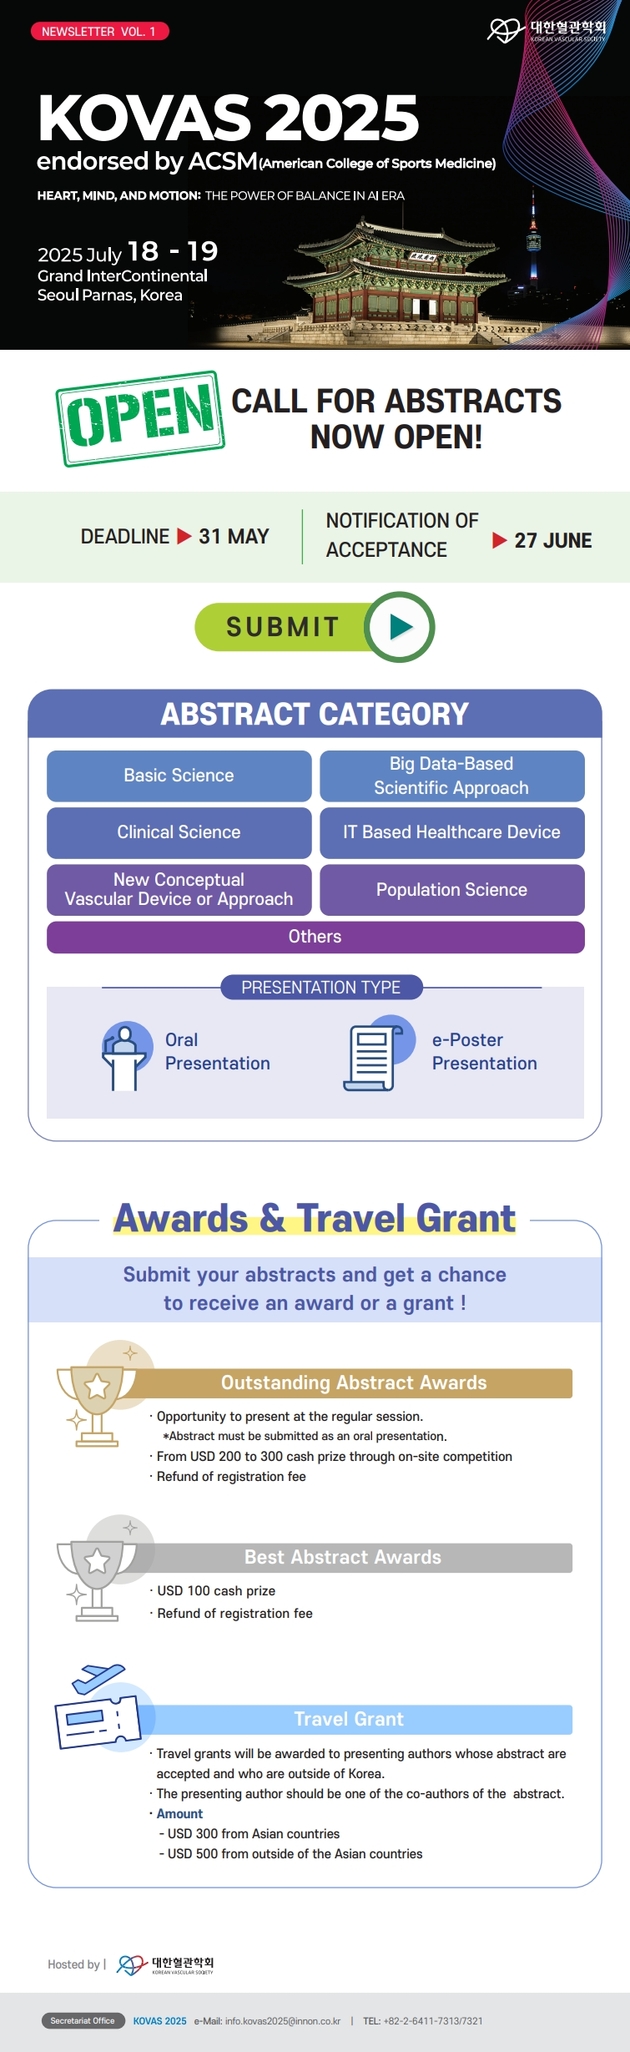 NEWSLETTER VOL. 1
대한혈관학회
KOREAN VASCULAR SOCIETY
KOVAS 2025
endorsed by ACSM(American College of Sports Medicine)
HEART, MIND, AND MOTION: THE POWER OF BALANCE IN AI ERA
2025 July 18 - 19
Grand InterContinental
Seoul Parnas, Korea
OPEN
CALL FOR ABSTRACTS
NOW OPEN!
DEADLINE ▶ 31 MAY
NOTIFICATION OF
ACCEPTANCE ▶ 27 JUNE
SUBMIT
ABSTRACT CATEGORY
Basic Science
Big Data-Based
Scientific Approach
Clinical Science
IT Based Healthcare Device
New Conceptual
Vascular Device or Approach
Population Science
Others
PRESENTATION TYPE
Oral
Presentation
e-Poster
Presentation
Awards & Travel Grant
Submit your abstracts and get a chance
to receive an award or a grant !
Outstanding Abstract Awards
· Opportunity to present at the regular session.
*Abstract must be submitted as an oral presentation.
· From USD 200 to 300 cash prize through on-site competition
· Refund of registration fee
Best Abstract Awards
· USD 100 cash prize
· Refund of registration fee
Travel Grant
· Travel grants will be awarded to presenting authors whose abstract are
accepted and who are outside of Korea.
· The presenting author should be one of the co-authors of the abstract.
· Amount
- USD 300 from Asian countries
- USD 500 from outside of the Asian countries
Hosted by |
대한혈관학회
KOREAN VASCULAR SOCIETY
Secretariat Office KOVAS 2025 e-Mail: info.kovas2025@innon.co.kr | TEL: +82-2-6411-7313/7321